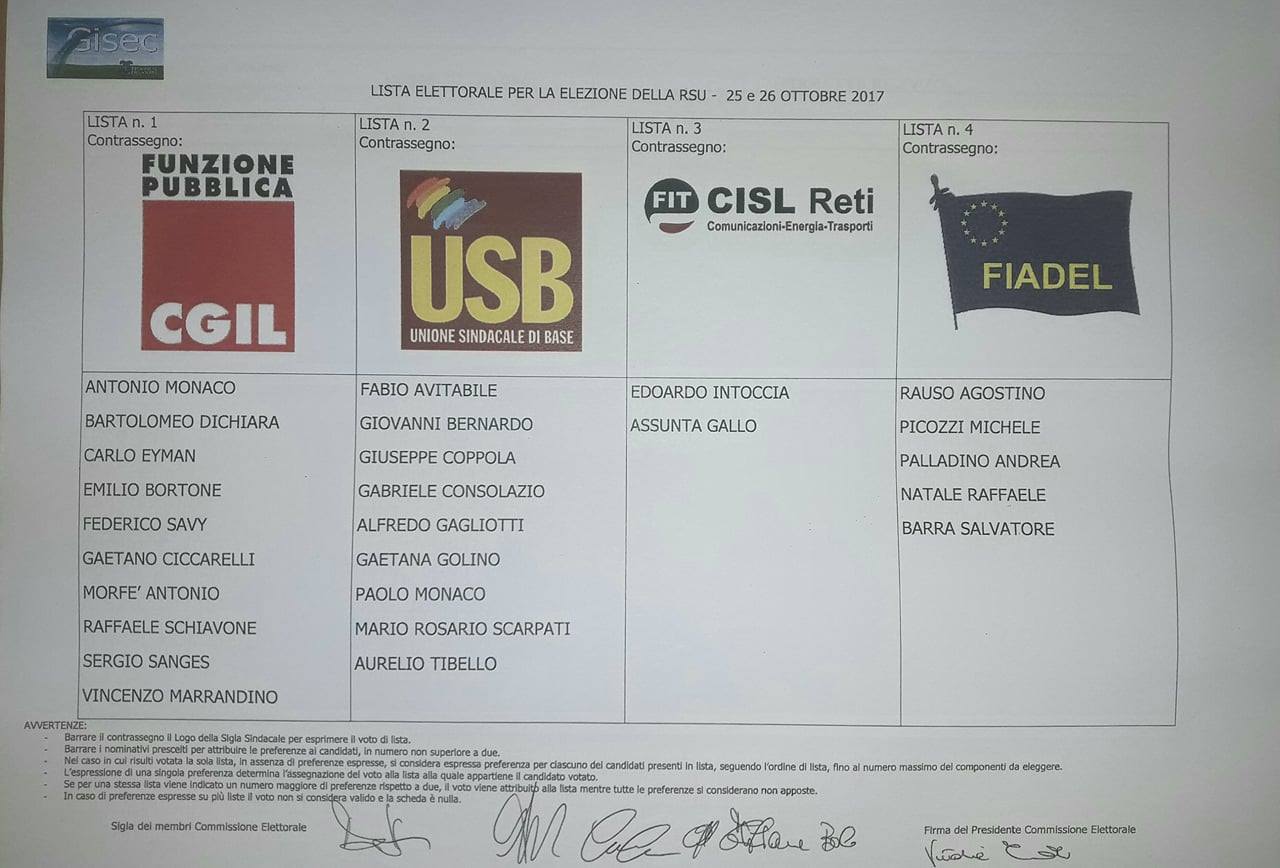 Gisec
LISTA ELETTORALE PER LA ELEZIONE DELLA RSU - 25 e 26 OTTOBRE 2017
LISTA n. 1
Contrassegno:
FUNZIONE
PUBBLICA
CGIL
ANTONIO MONACO
BARTOLOMEO DICHIARA
CARLO EYMAN
EMILIO BORTONE
FEDERICO SAVY
GAETANO CICCARELLI
MORFE’ ANTONIO
RAFFAELE SCHIAVONE
SERGIO SANGES
VINCENZO MARRANDINO
LISTA n. 2
Contrassegno:
USB
UNIONE SINDACALE DI BASE
FABIO AVITABILE
GIOVANNI BERNARDO
GIUSEPPE COPPOLA
GABRIELE CONSOLAZIO
ALFREDO GAGLIOTTI
GAETANA GOLINO
PAOLO MONACO
MARIO ROSARIO SCARPATI
AURELIO TIBELLO
LISTA n. 3
Contrassegno:
FIT CISL Reti
Comunicazioni-Energia-Trasporti
EDOARDO INTOCCIA
ASSUNTA GALLO
LISTA n. 4
Contrassegno:
FIADEL
RAUSO AGOSTINO
PICOZZI MICHELE
PALLADINO ANDREA
NATALE RAFFAELE
BARRA SALVATORE
AVVERTENZE:
- Barrare il contrassegno il Logo della Sigla Sindacale per esprimere il voto di lista.
- Barrare i nominativi prescelti per attribuire le preferenze ai candidati, in numero non superiore a due.
- Nel caso in cui risulti votata la sola lista, in assenza di preferenze espresse, si considera espressa preferenza per ciascuno dei candidati presenti in lista, seguendo l’ordine di lista, fino al numero massimo dei componenti da eleggere.
- L’espressione di una singola preferenza determina l’assegnazione del voto alla lista alla quale appartiene il candidato votato.
- Se per una stessa lista viene indicato un numero maggiore di preferenze rispetto a due, il voto viene attribuito alla lista mentre tutte le preferenze si considerano non apposte.
- In caso di preferenze espresse su più liste il voto non si considera valido e la scheda è nulla.
Sigla dei membri Commissione Elettorale
Firma del Presidente Commissione Elettorale